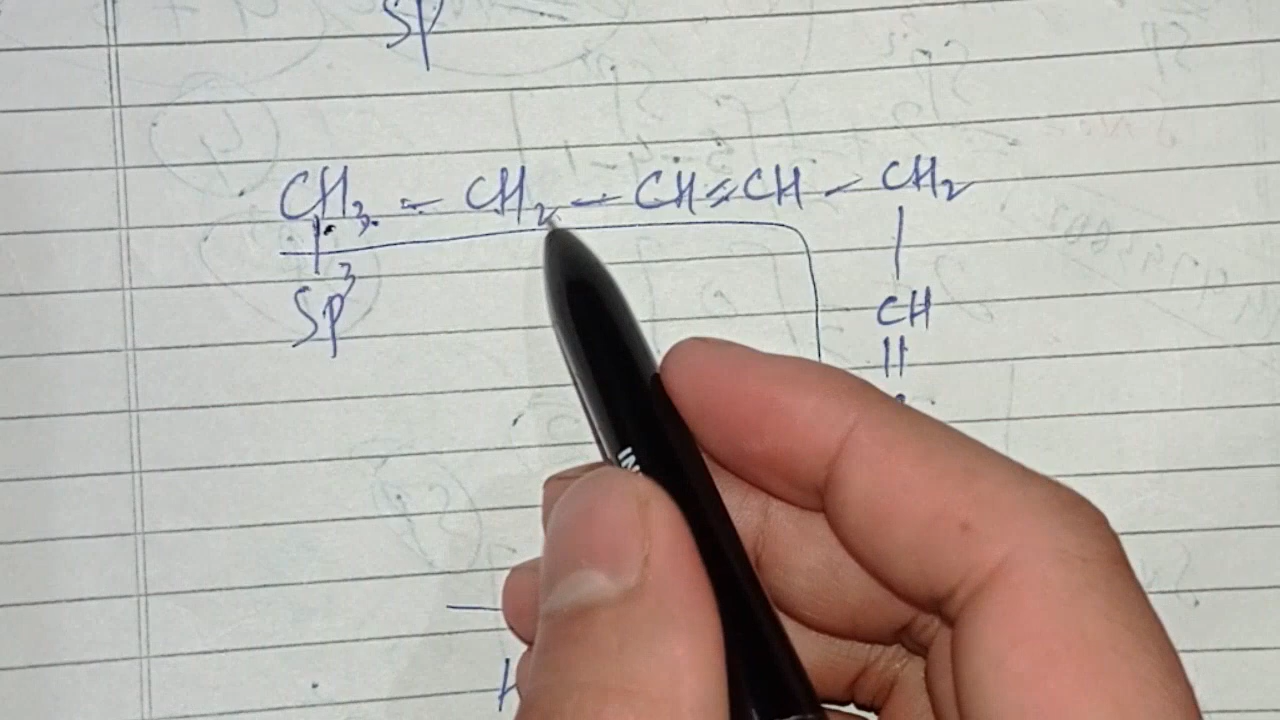 Sp
CH₃ - CH₂ - CH=CH - CH₂
|
CH
||
Sp³